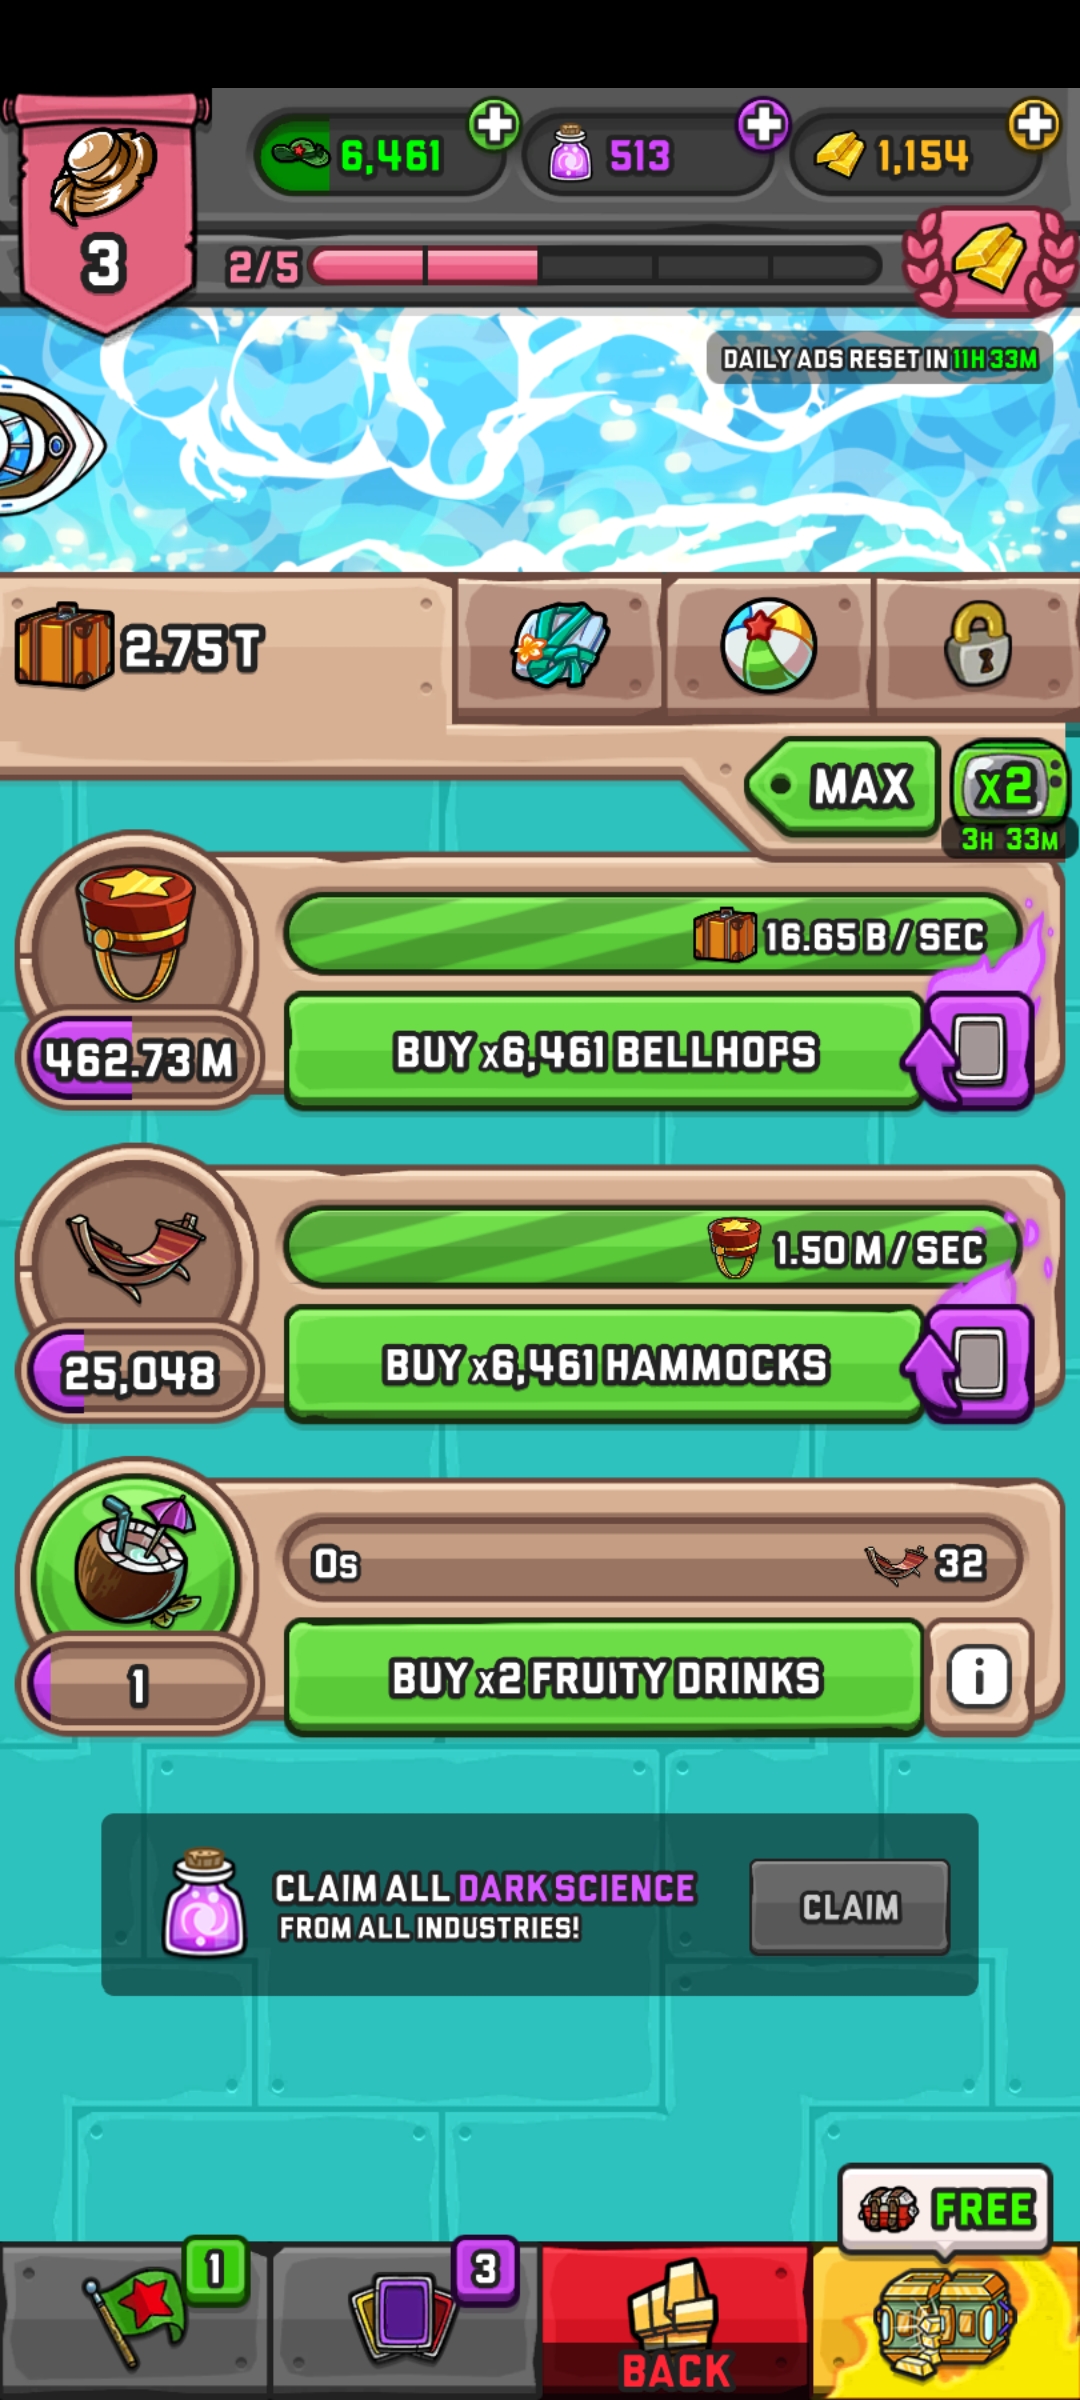 6,461
513
1,154
3
2/5
DAILY ADS RESET IN 11H 33M
2.75 T
MAX
x2
3H 33M
16.65 B / SEC
462.73 M
BUY x6,461 BELLHOPS
1.50 M / SEC
25,048
BUY x6,461 HAMMOCKS
0s
32
1
BUY x2 FRUITY DRINKS
i
CLAIM ALL DARK SCIENCE
FROM ALL INDUSTRIES!
CLAIM
FREE
1
3
BACK